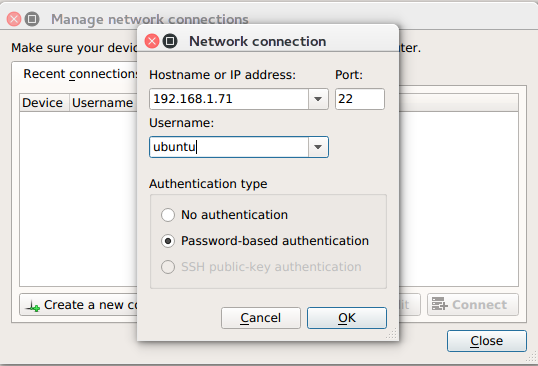 Manage network connections
Make sure your devic
ter.
Recent connections
Device Username
Network connection
Hostname or IP address: Port:
192.168.1.71 22
Username:
ubuntu
Authentication type
No authentication
Password-based authentication
SSH public-key authentication
Cancel OK
Create a new co
it Connect
Close